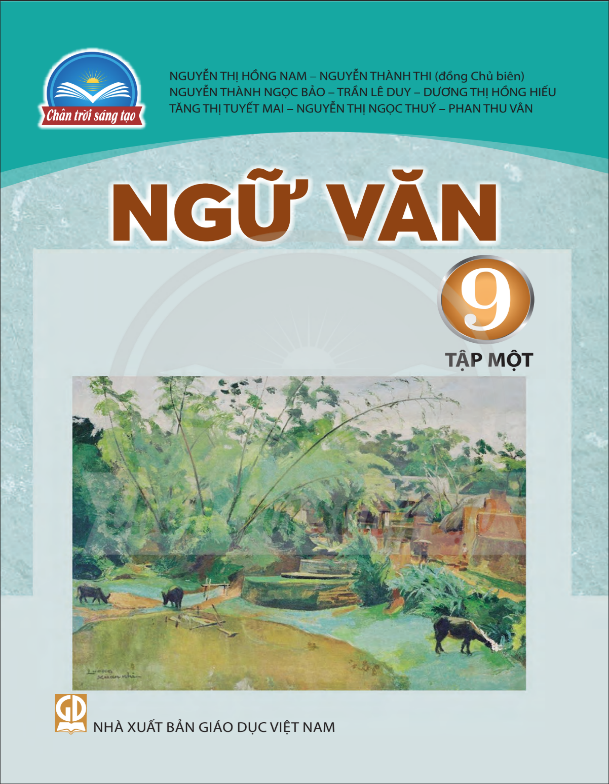 Chân trời sáng tạo
NGUYỄN THỊ HỒNG NAM – NGUYỄN THÀNH THI (đồng Chủ biên)
NGUYỄN THÀNH NGỌC BẢO – TRẦN LÊ DUY – DƯƠNG THỊ HỒNG HIẾU
TĂNG THỊ TUYẾT MAI – NGUYỄN THỊ NGỌC THUÝ – PHAN THU VÂN
NGỮ VĂN
9
TẬP MỘT
GD
NHÀ XUẤT BẢN GIÁO DỤC VIỆT NAM